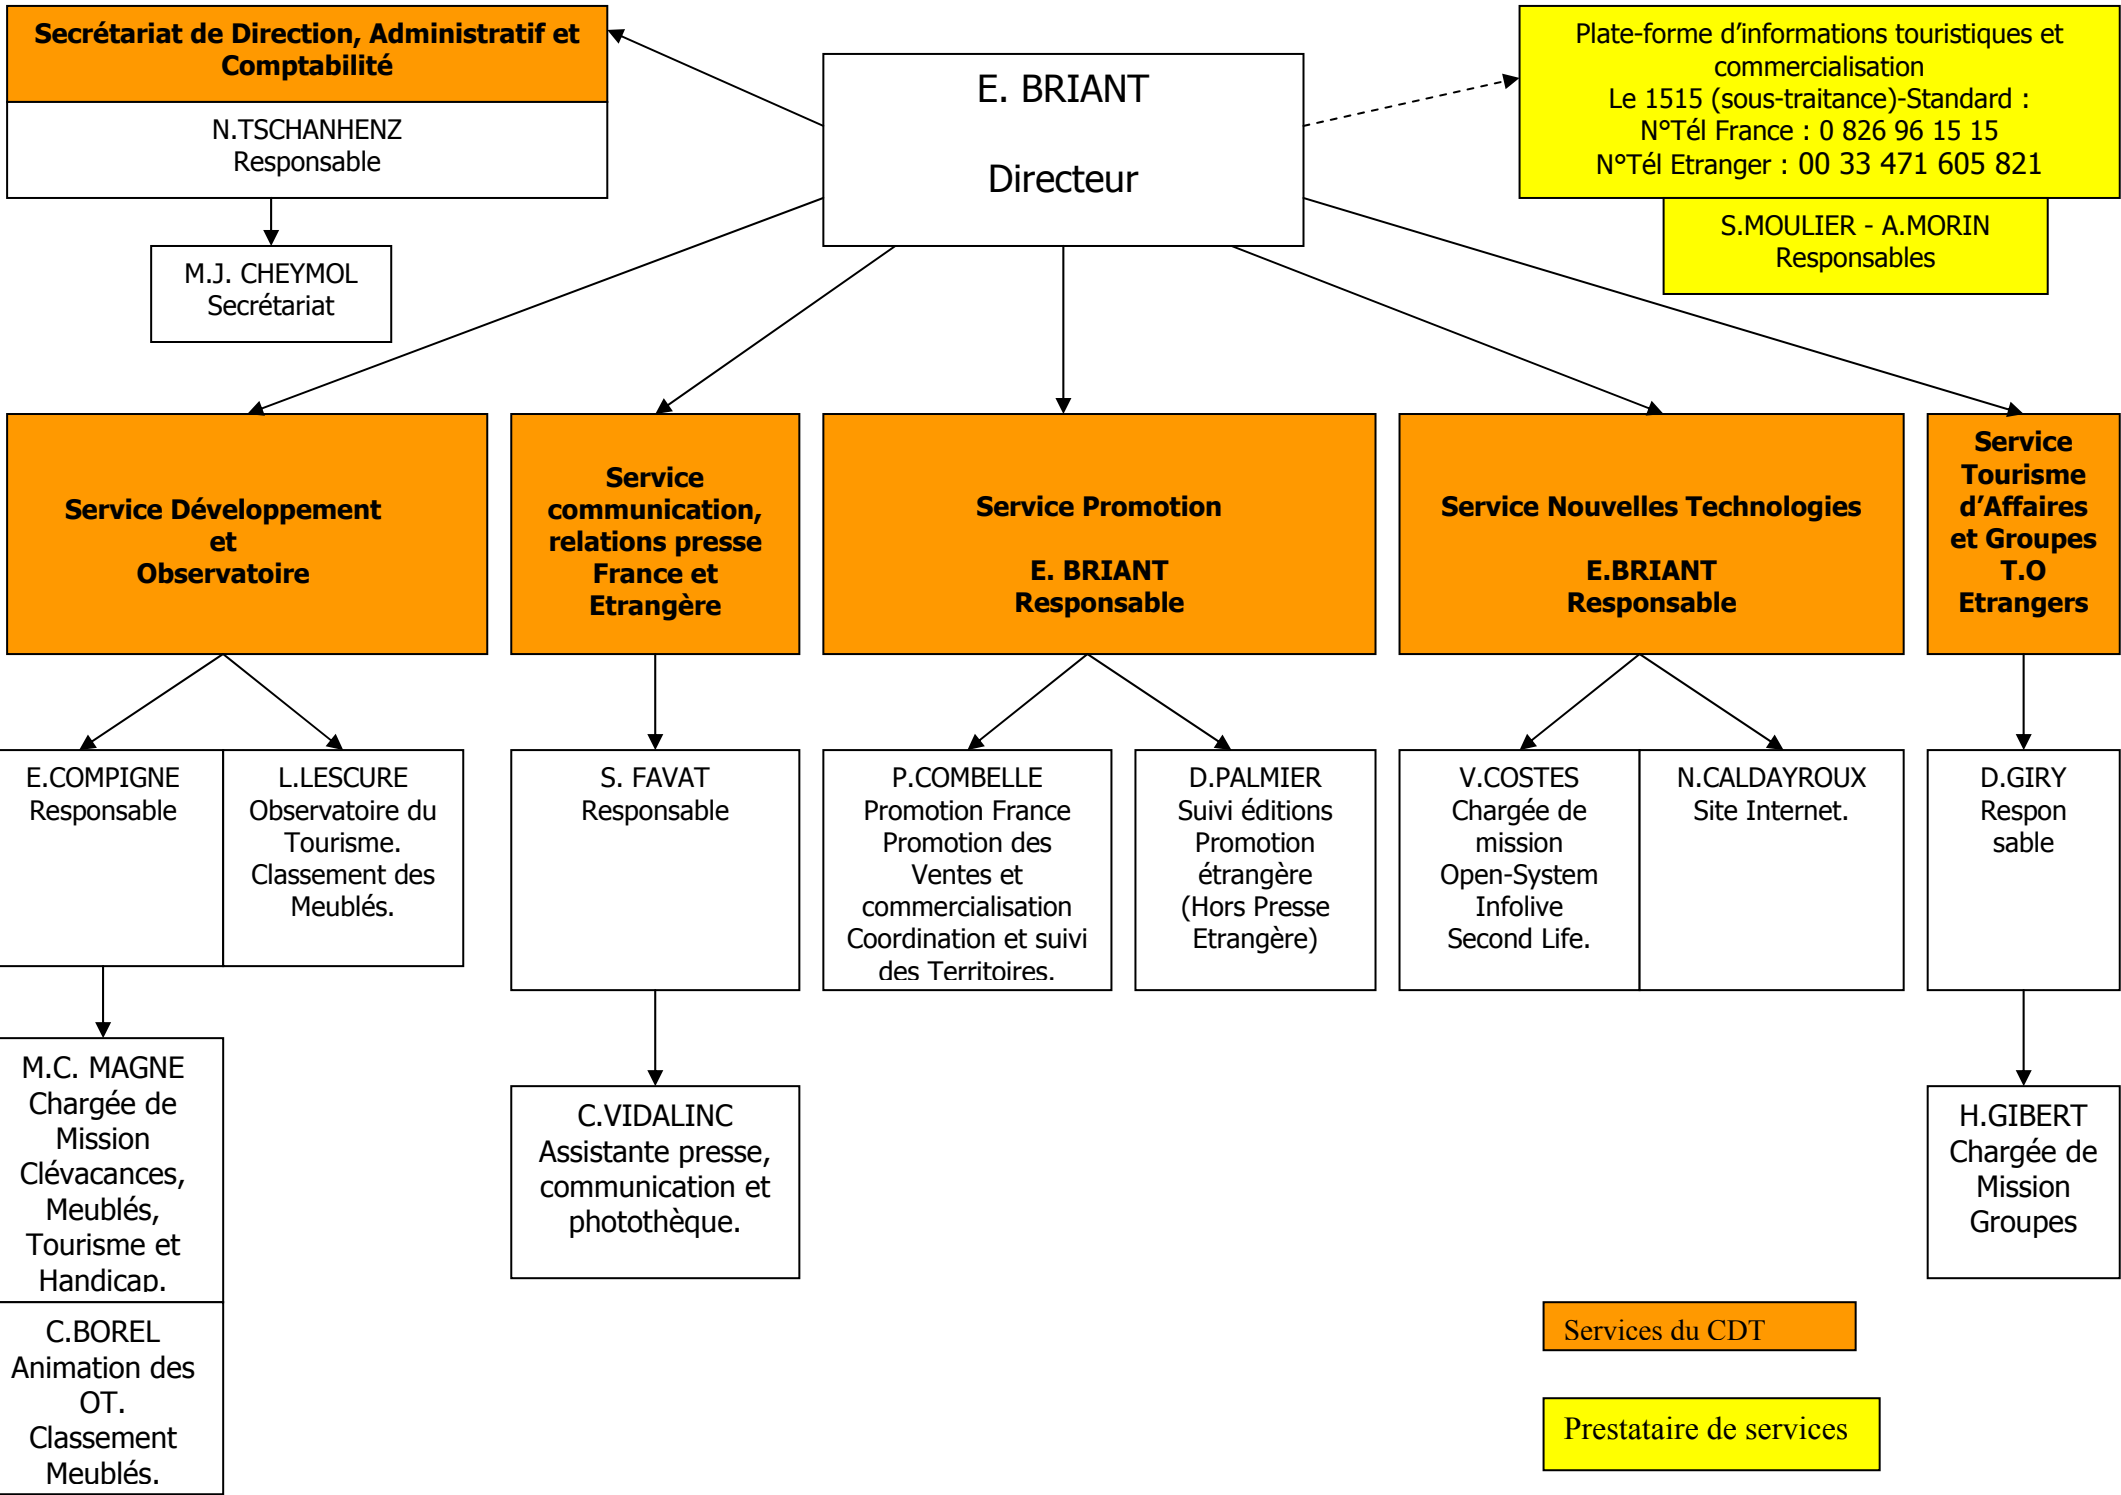 Secrétariat de Direction, Administratif et
Comptabilité
N.TSCHANHENZ
Responsable
M.J. CHEYMOL
Secrétariat
E. BRIANT
Directeur
Plate-forme d’informations touristiques et
commercialisation
Le 1515 (sous-traitance)-Standard :
N°Tél France : 0 826 96 15 15
N°Tél Etranger : 00 33 471 605 821
S.MOULIER - A.MORIN
Responsables
Service Développement
et
Observatoire
Service
communication,
relations presse
France et
Etrangère
Service Promotion
E. BRIANT
Responsable
Service Nouvelles Technologies
E.BRIANT
Responsable
Service
Tourisme
d’Affaires
et Groupes
T.O
Etrangers
E.COMPIGNE
Responsable
L.LESCURE
Observatoire du
Tourisme.
Classement des
Meublés.
S. FAVAT
Responsable
P.COMBELLE
Promotion France
Promotion des
Ventes et
commercialisation
Coordination et suivi
des Territoires.
D.PALMIER
Suivi éditions
Promotion
étrangère
(Hors Presse
Etrangère)
V.COSTES
Chargée de
mission
Open-System
Infolive
Second Life.
N.CALDAYROUX
Site Internet.
D.GIRY
Respon
sable
M.C. MAGNE
Chargée de
Mission
Clévacances,
Meublés,
Tourisme et
Handicap.
C.BOREL
Animation des
OT.
Classement
Meublés.
C.VIDALINC
Assistante presse,
communication et
photothèque.
H.GIBERT
Chargée de
Mission
Groupes
Services du CDT
Prestataire de services